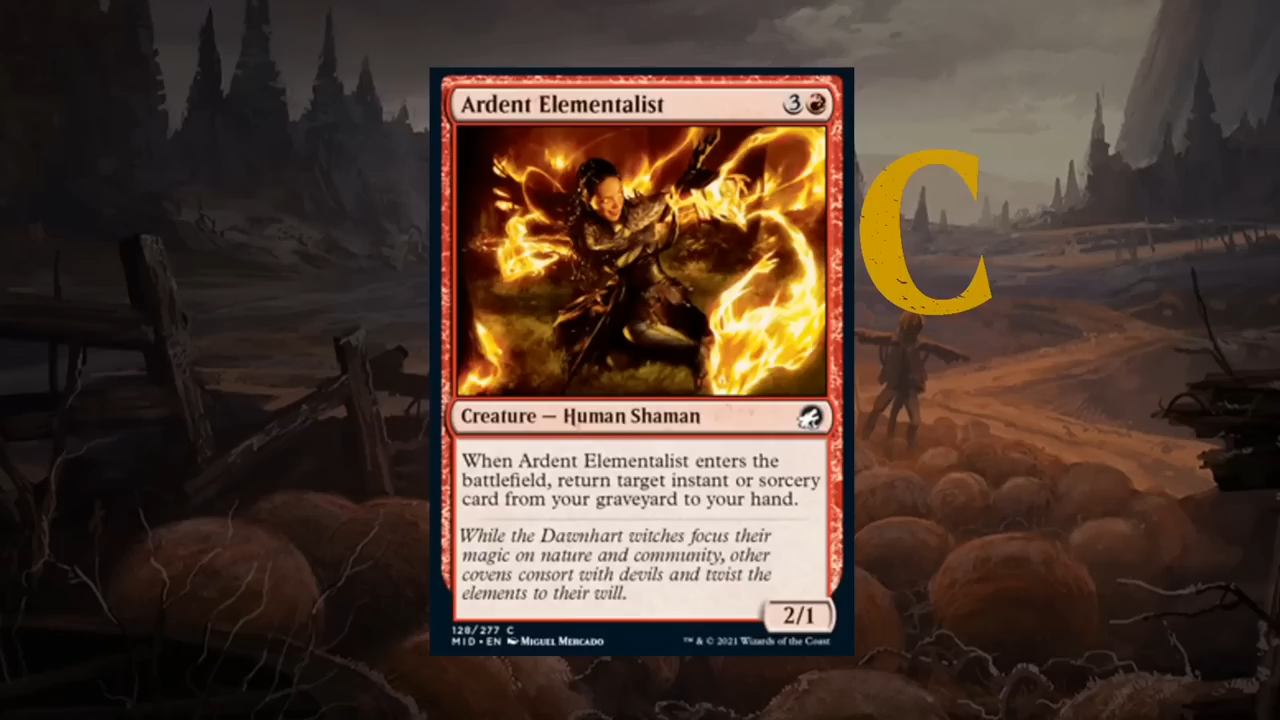 Ardent Elementalist 3
C
Creature — Human Shaman
When Ardent Elementalist enters the
battlefield, return target instant or sorcery
card from your graveyard to your hand.
While the Dawnhart witches focus their
magic on nature and community, other
covens consort with devils and twist the
elements to their will.
2/1
128/277 C
MID • EN Miguel Mercado
™ & © 2021 Wizards of the Coast